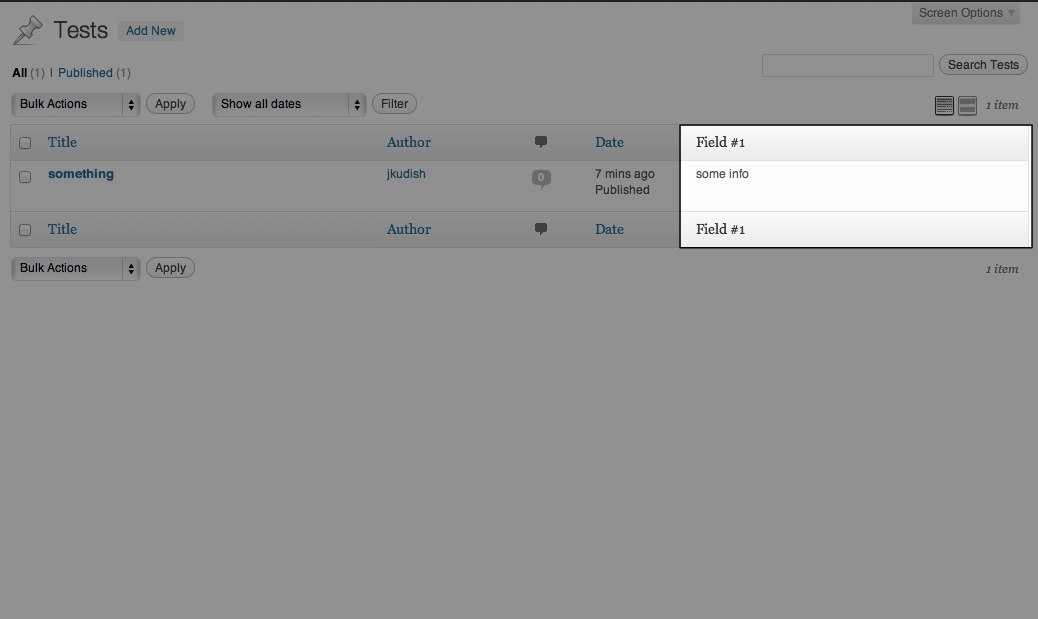 Screen Options
Tests Add New
All (1) | Published (1)
Search Tests
Bulk Actions Apply Show all dates Filter 1 item
Title Author Date Field #1
something jkudish 0 7 mins ago some info
Published
Title Author Date Field #1
Bulk Actions Apply 1 item